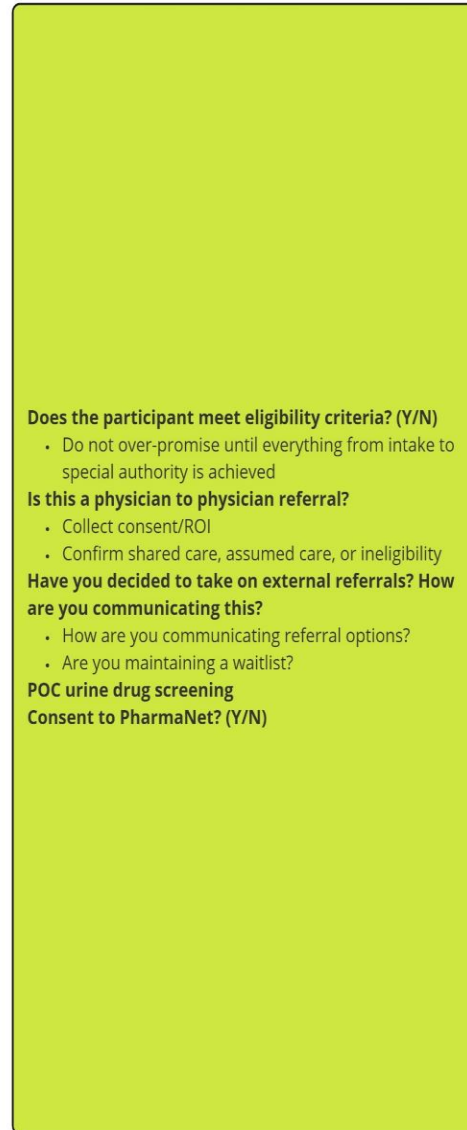 Does the participant meet eligibility criteria? (Y/N)
• Do not over-promise until everything from intake to
special authority is achieved
Is this a physician to physician referral?
• Collect consent/ROI
• Confirm shared care, assumed care, or ineligibility
Have you decided to take on external referrals? How
are you communicating this?
• How are you communicating referral options?
• Are you maintaining a waitlist?
POC urine drug screening
Consent to PharmaNet? (Y/N)